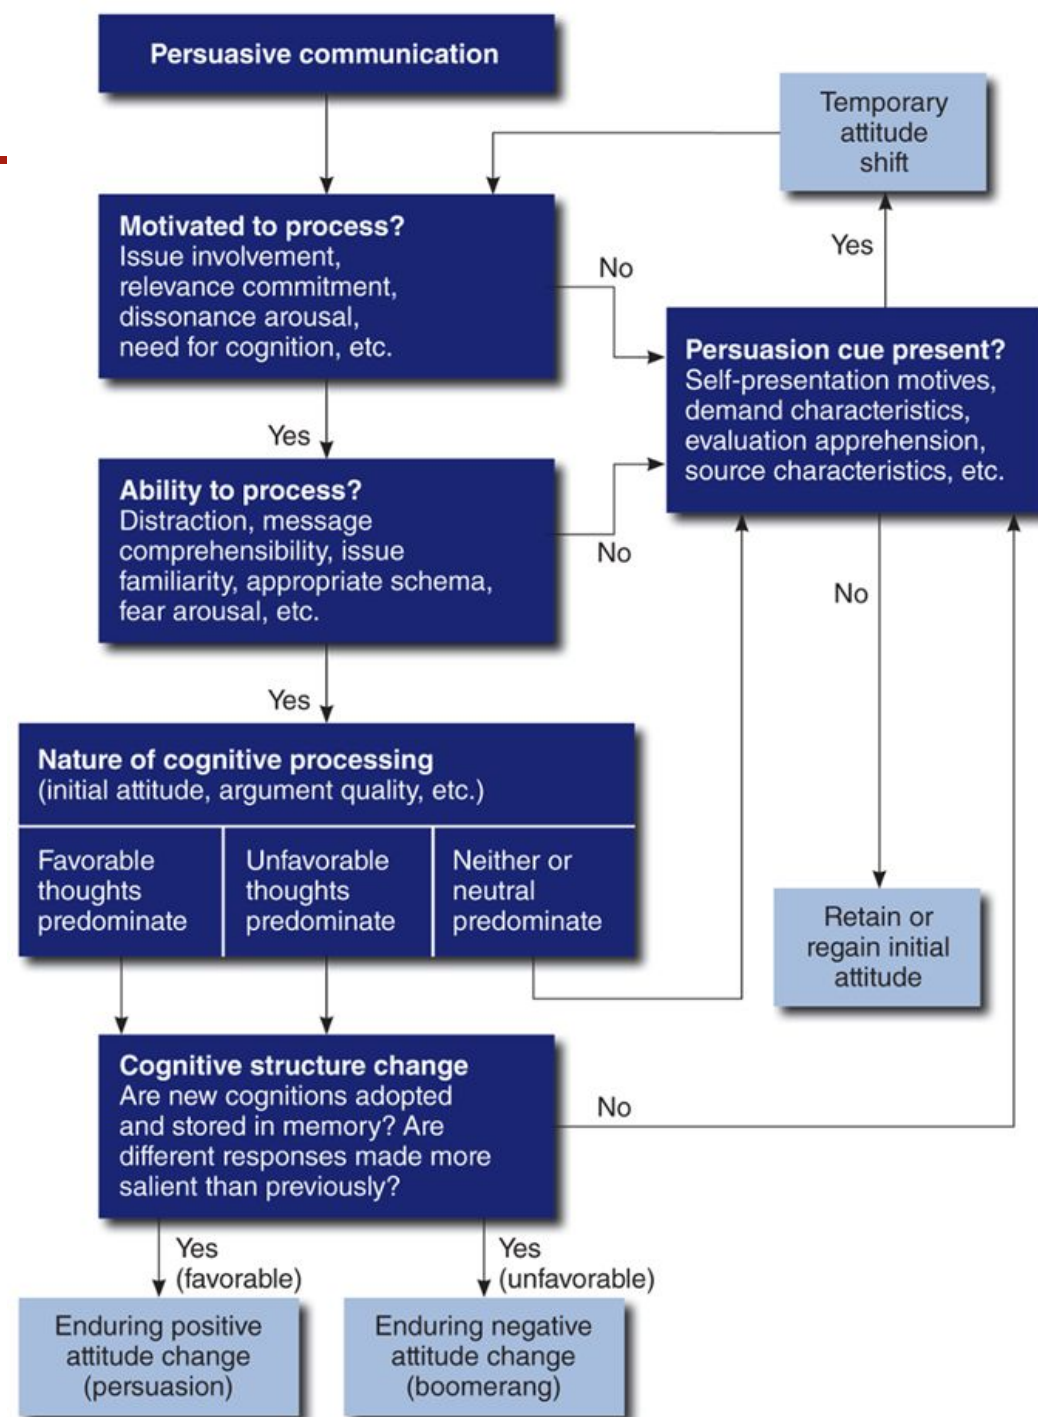 Persuasive communication
Temporary
attitude
shift
Motivated to process?
Issue involvement,
relevance commitment,
dissonance arousal,
need for cognition, etc.
No
Yes
Persuasion cue present?
Self-presentation motives,
demand characteristics,
evaluation apprehension,
source characteristics, etc.
Yes
Ability to process?
Distraction, message
comprehensibility, issue
familiarity, appropriate schema,
fear arousal, etc.
No
No
Yes
Nature of cognitive processing
(initial attitude, argument quality, etc.)
Favorable
thoughts
predominate
Unfavorable
thoughts
predominate
Neither or
neutral
predominate
Retain or
regain initial
attitude
Cognitive structure change
Are new cognitions adopted
and stored in memory? Are
different responses made more
salient than previously?
No
Yes
(favorable)
Yes
(unfavorable)
Enduring positive
attitude change
(persuasion)
Enduring negative
attitude change
(boomerang)